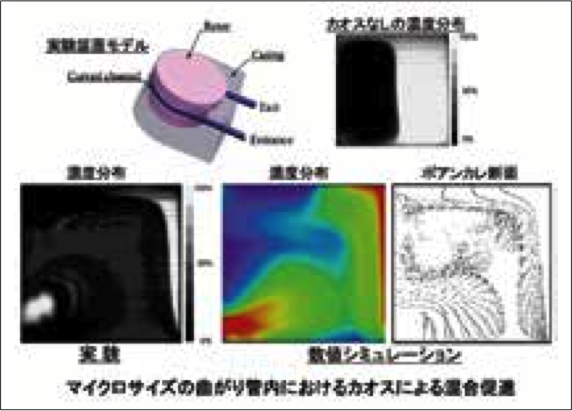 実験装置モデル
Rotor
Casing
Curved channel
Exit
Entrance
カオスなしの濃度分布
100%
50%
0%
濃度分布
100%
50%
0%
濃度分布
ポアンカレ断面
実験
数値シミュレーション
マイクロサイズの曲がり管内におけるカオスによる混合促進